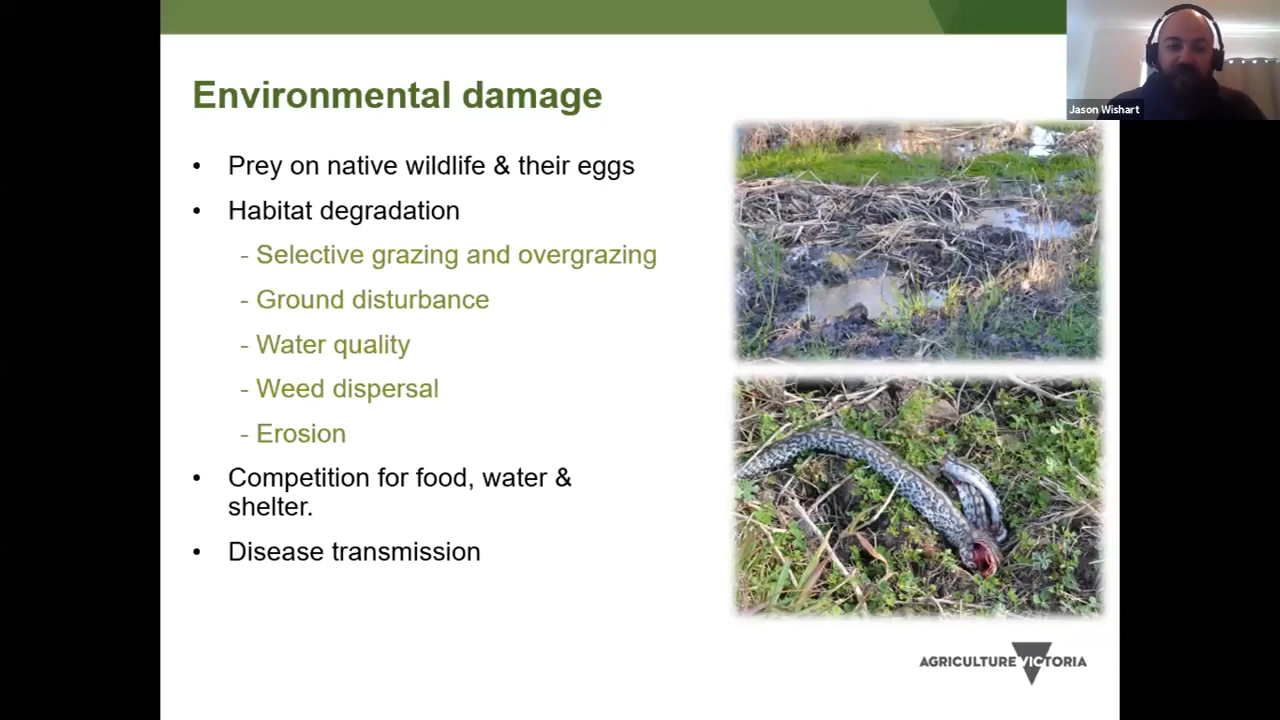 Environmental damage
• Prey on native wildlife & their eggs
• Habitat degradation
- Selective grazing and overgrazing
- Ground disturbance
- Water quality
- Weed dispersal
- Erosion
• Competition for food, water &
shelter.
• Disease transmission
Jason Wishart
AGRICULTURE VICTORIA